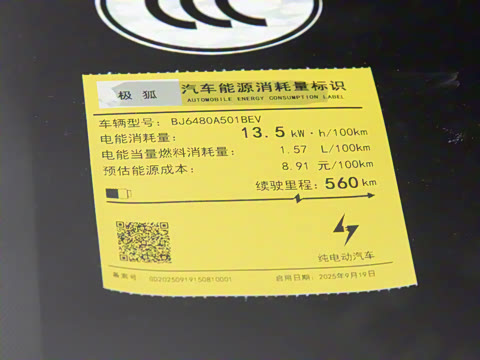 极 狐
汽车能源消耗量标识
AUTOMOBILE ENERGY CONSUMPTION LABEL
车辆型号: BJ6480A501BEV
电能消耗量: 13.5 kW·h/100km
电能当量燃料消耗量: 1.57 L/100km
预估能源成本: 8.91 元/100km
续驶里程: 560 km
纯电动汽车
备案号 0D20250919150810001 启用日期: 2025年9月19日